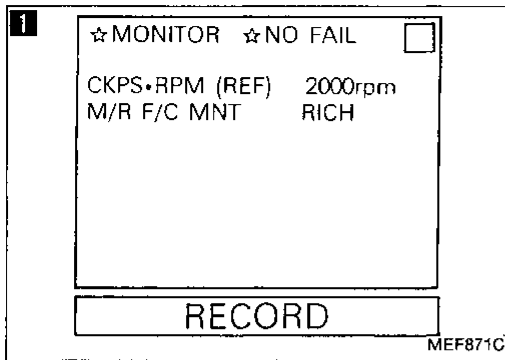 1
☆MONITOR ☆NO FAIL
CKPS•RPM (REF) 2000rpm
M/R F/C MNT RICH
RECORD
MEF871C